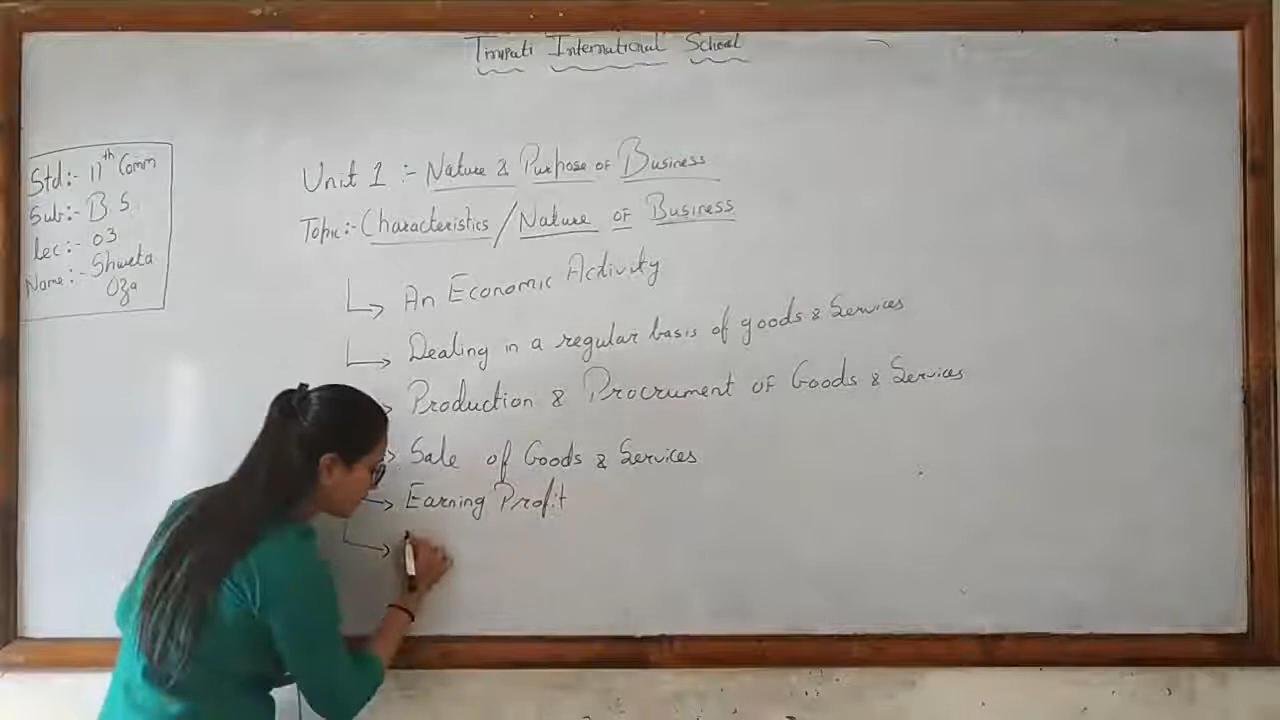 Tirupati International School
Std:- 11th Comm
Sub:- B S
Lec:- 03
Name:- Shweta
Oza
Unit 1 :- Nature & Purpose of Business
Topic:- Characteristics / Nature of Business
An Economic Activity
Dealing in a regular basis of goods & Services
Production & Procrument of Goods & Services
Sale of Goods & Services
Earning Profit